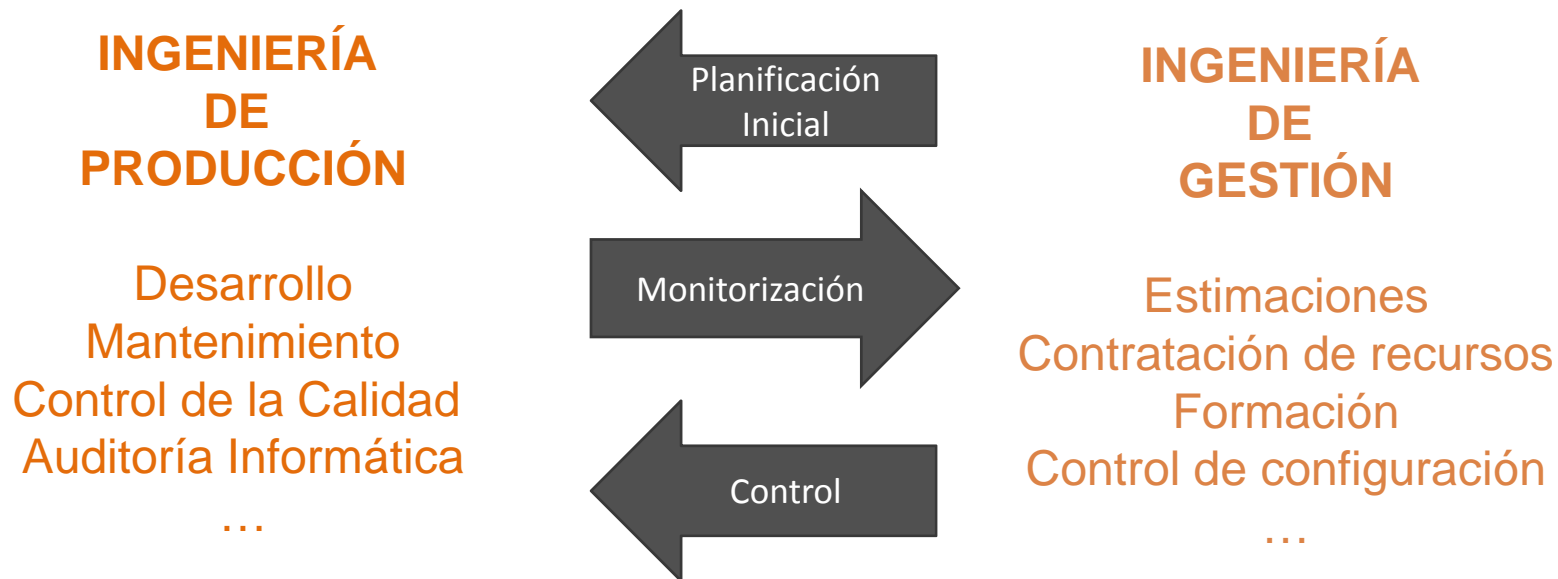 INGENIERÍA
DE
PRODUCCIÓN
Desarrollo
Mantenimiento
Control de la Calidad
Auditoría Informática
…
Planificación
Inicial
Monitorización
Control
INGENIERÍA
DE
GESTIÓN
Estimaciones
Contratación de recursos
Formación
Control de configuración
…